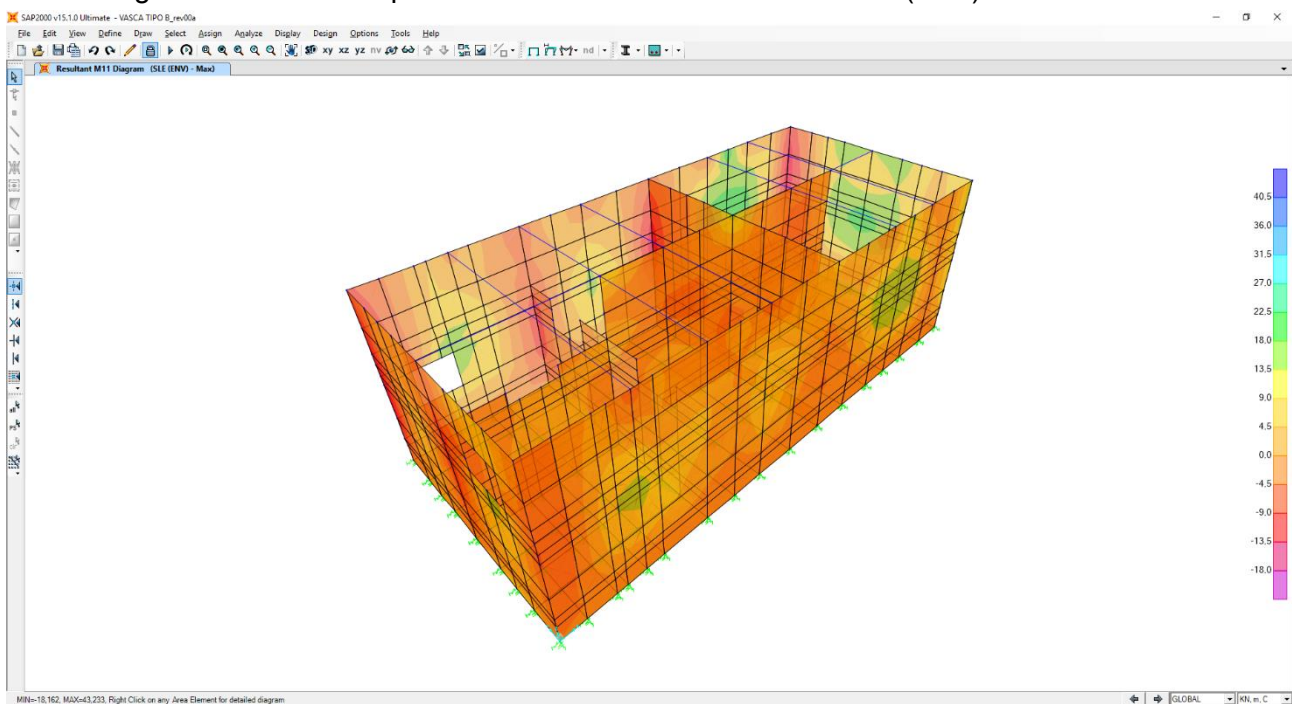 SAP2000 v15.1.0 Ultimate - VASCA TIPO B_rev00a
File Edit View Define Draw Select Assign Analyze Display Design Options Tools Help
xy xz yz nv nd
Resultant M11 Diagram (SLE (ENV) - Max)
40.5
36.0
31.5
27.0
22.5
18.0
13.5
9.0
4.5
0.0
-4.5
-9.0
-13.5
-18.0
MIN=-18,162, MAX=43,233, Right Click on any Area Element for detailed diagram
GLOBAL
KN, m, C